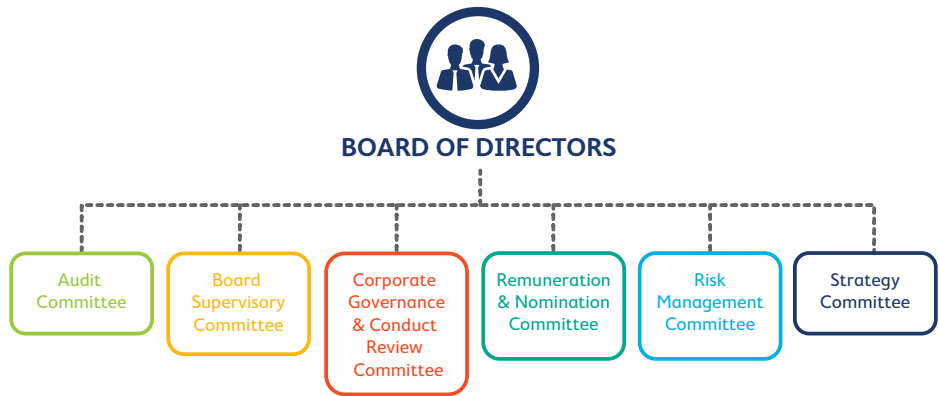 BOARD OF DIRECTORS
Audit
Committee
Board
Supervisory
Committee
Corporate
Governance
& Conduct
Review
Committee
Remuneration
& Nomination
Committee
Risk
Management
Committee
Strategy
Committee